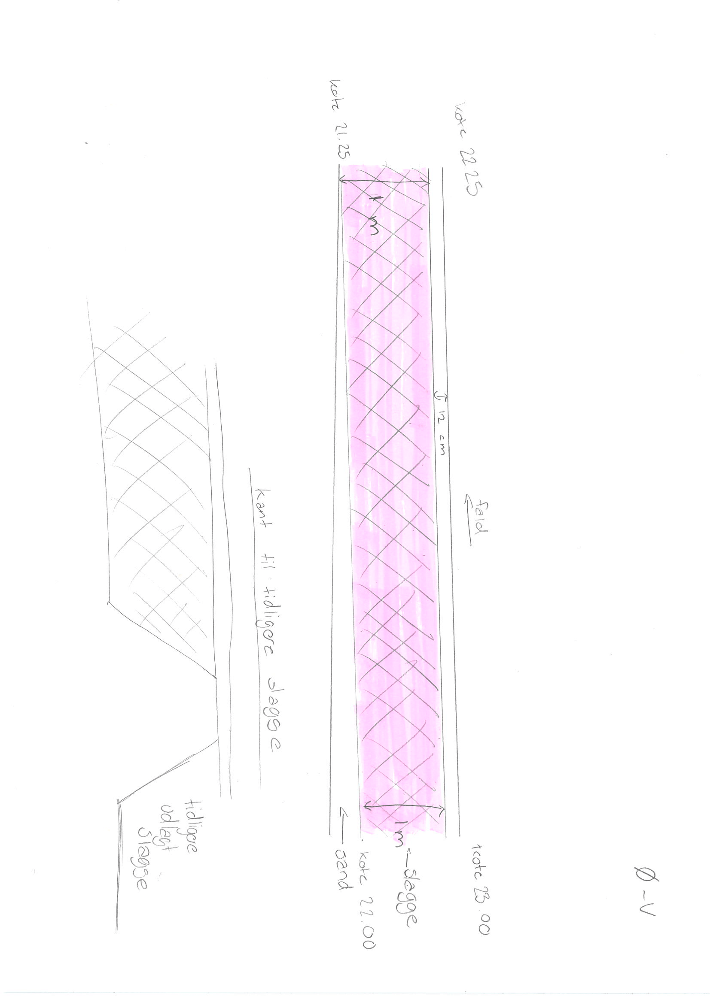 Ø - V
kote 22 25
fald
kote 23.00
12 cm
1 m
1 m
slagge
kote 21.25
kote 22.00
sand
kant til tidligere slagge
tidligere
udlagt
slagge